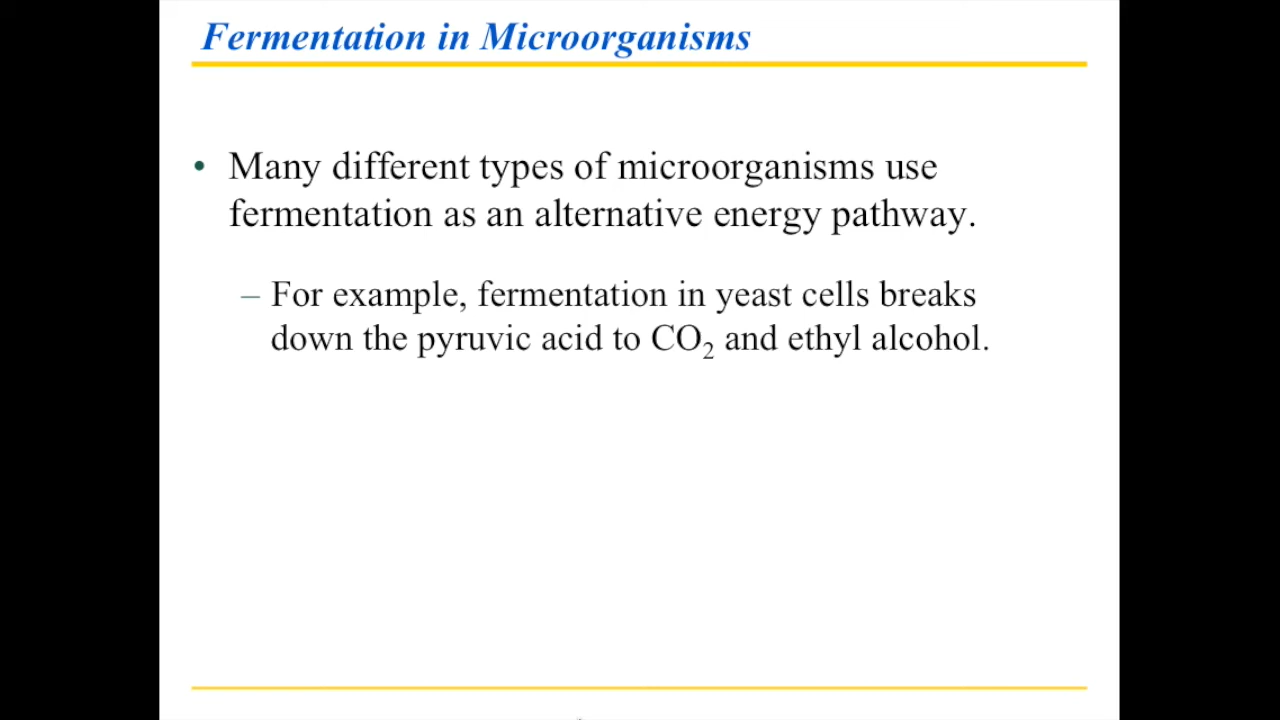 Fermentation in Microorganisms
• Many different types of microorganisms use
fermentation as an alternative energy pathway.
– For example, fermentation in yeast cells breaks
down the pyruvic acid to CO₂ and ethyl alcohol.